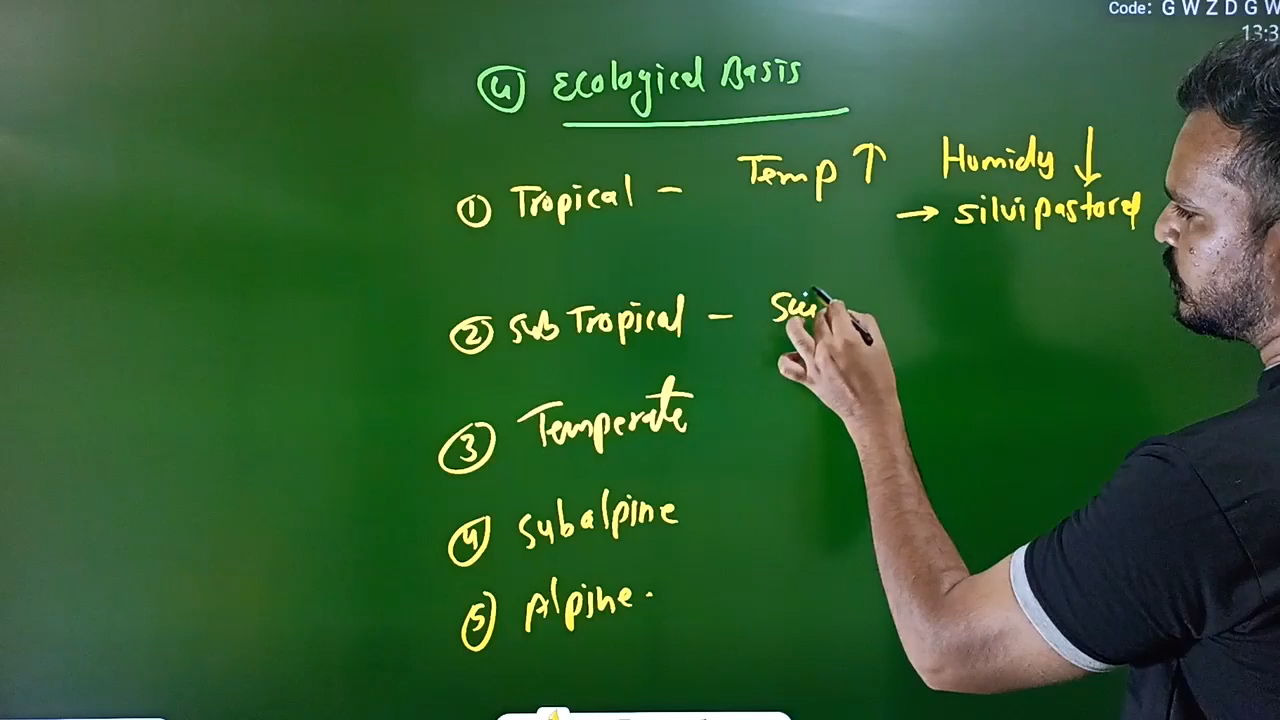 Code: G W Z D G W
13:3
④ Ecological Basis
① Tropical - Temp ↑ Humidy ↓
→ silvipastoral
② Sub Tropical -
③ Temperate
④ Subalpine
⑤ Alpine.